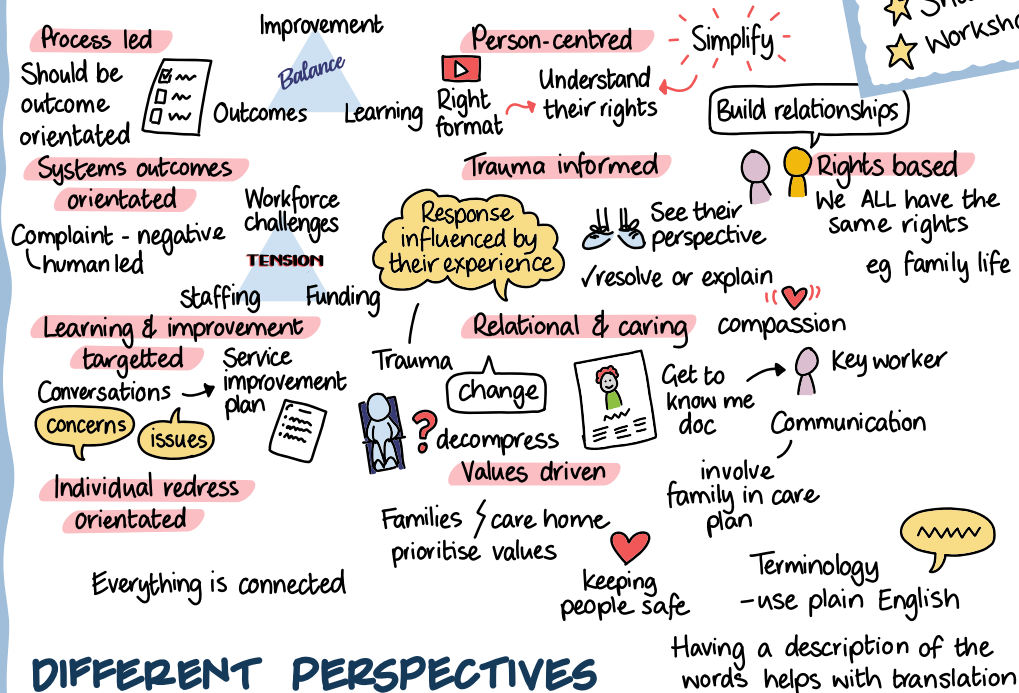 Process led
Should be
outcome
orientated
Improvement
Balance
Outcomes
Learning
Systems outcomes
orientated
Complaint - negative
human led
Workforce
challenges
TENSION
Staffing
Funding
Learning & improvement
targetted
Conversations
Service
improvement
plan
concerns
issues
Individual redress
orientated
Everything is connected
Person-centred
Simplify
Right
format
Understand
their rights
Build relationships
Trauma informed
Response
influenced by
their experience
See their
perspective
✓resolve or explain
Rights based
We ALL have the
same rights
eg family life
Trauma
change
?
decompress
Relational & caring
compassion
Get to
know me
doc
Key worker
Communication
involve
family in care
plan
Values driven
Families / care home
prioritise values
keeping
people safe
Terminology
- use plain English
Having a description of the
words helps with translation
DIFFERENT PERSPECTIVES